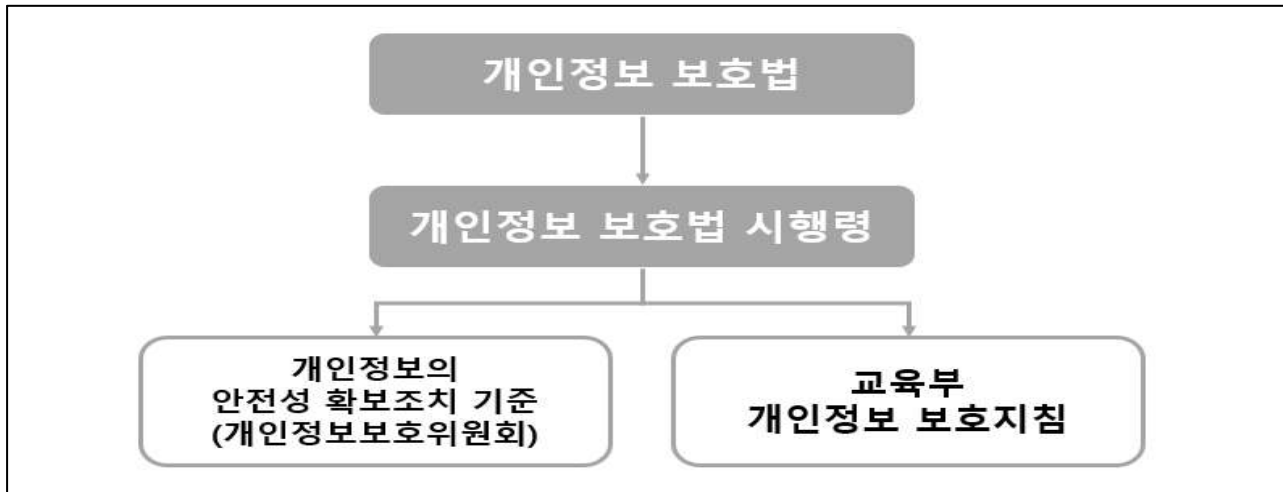 개인정보 보호법
개인정보 보호법 시행령
개인정보의
안전성 확보조치 기준
(개인정보보호위원회)
교육부
개인정보 보호지침